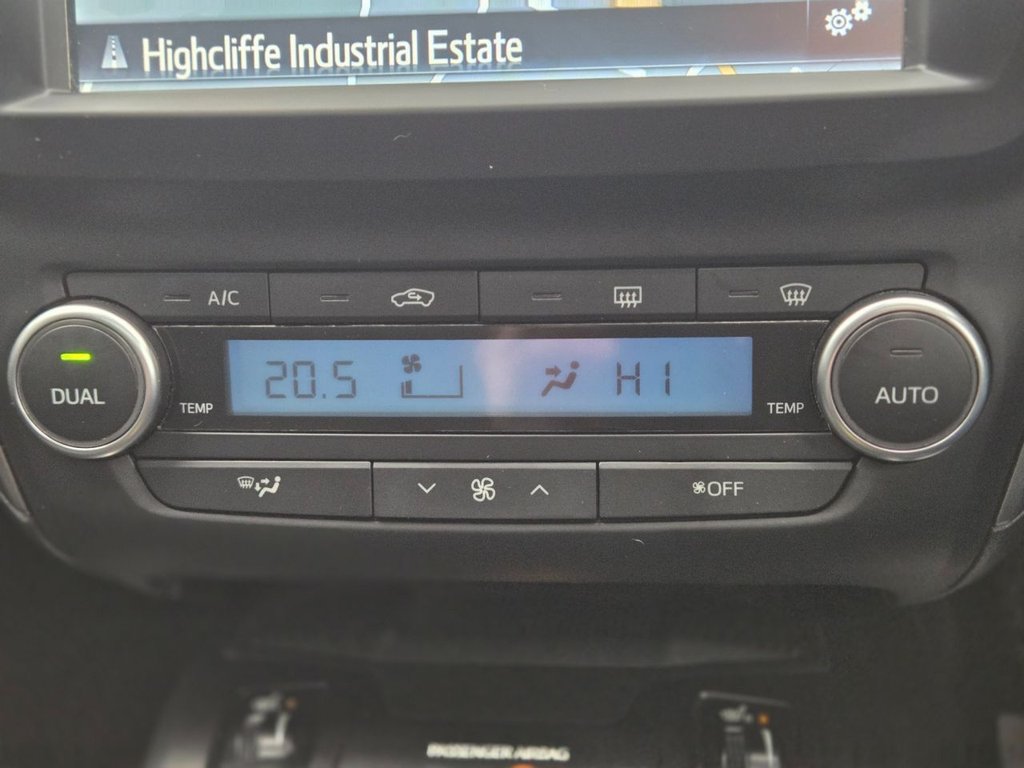 Highcliffe Industrial Estate
A/C
DUAL
TEMP
20.5
HI
TEMP
AUTO
OFF
PASSENGER AIRBAG